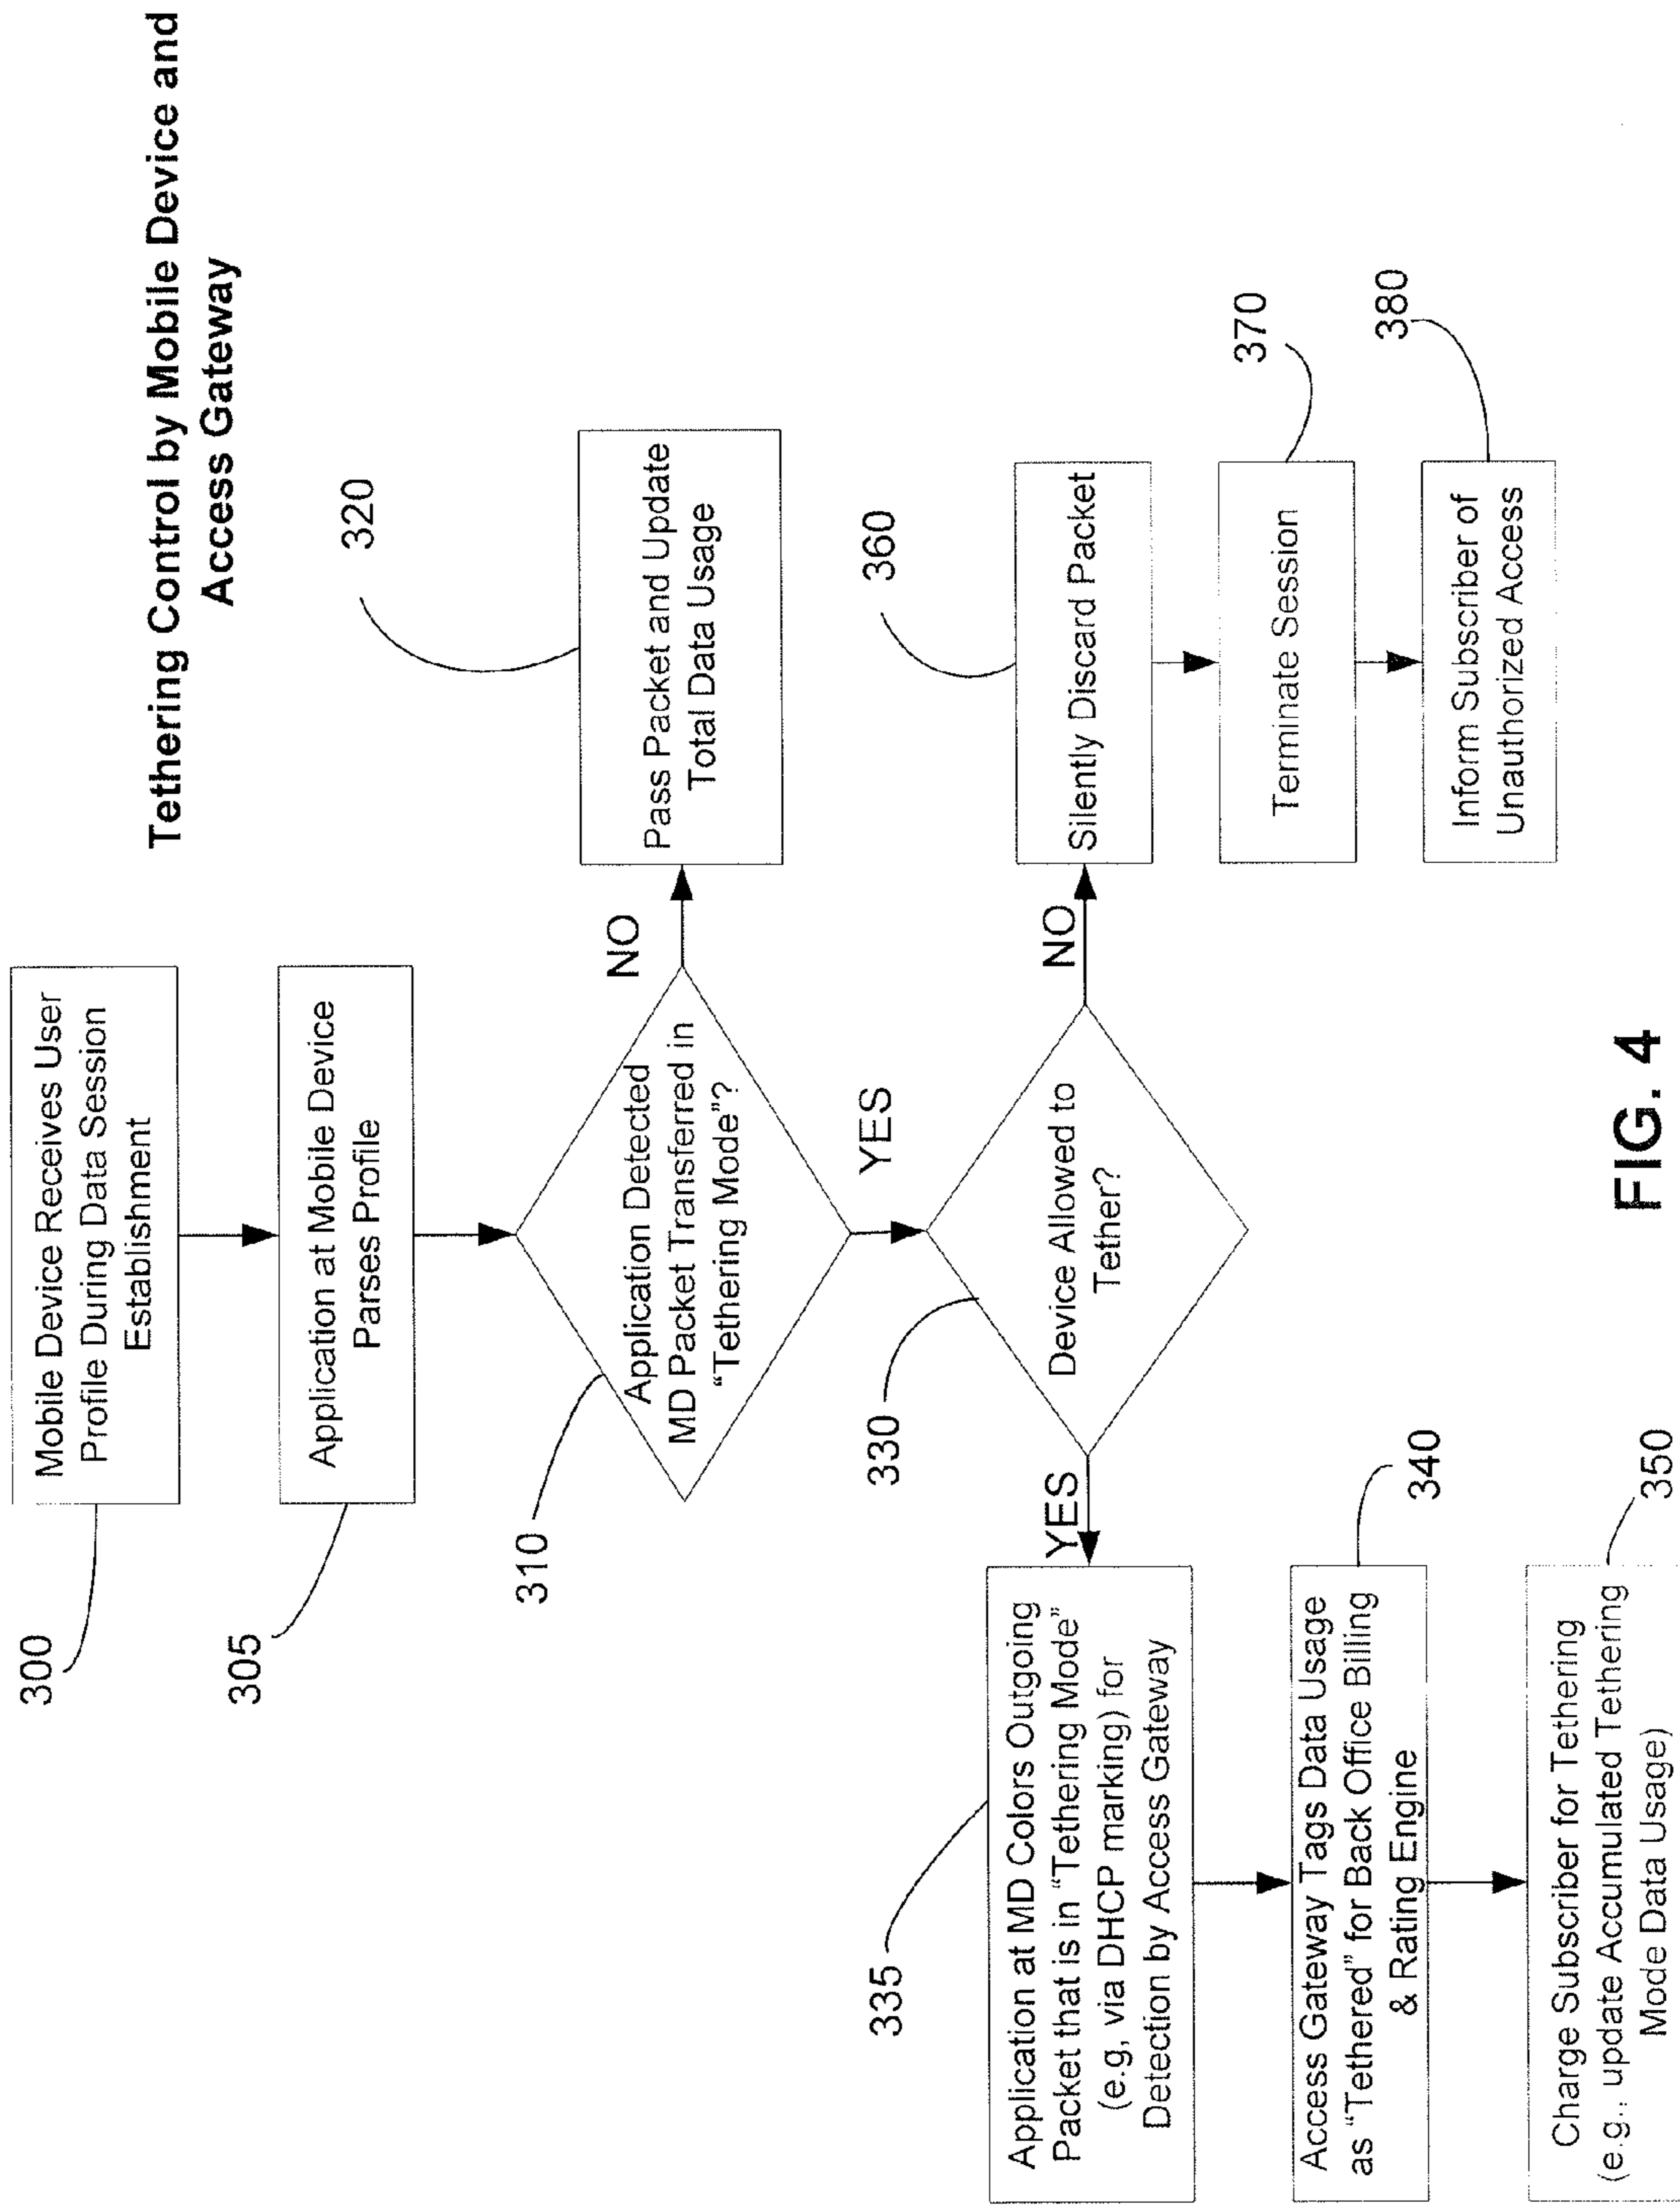 Tethering Control by Mobile Device and
Access Gateway
300
Mobile Device Receives User
Profile During Data Session
Establishment
305
Application at Mobile Device
Parses Profile
310
Application Detected
MD Packet Transferred in
“Tethering Mode”?
NO
320
Pass Packet and Update
Total Data Usage
YES
330
Device Allowed to
Tether?
NO
360
Silently Discard Packet
370
Terminate Session
380
Inform Subscriber of
Unauthorized Access
YES
335
Application at MD Colors Outgoing
Packet that is in “Tethering Mode”
(e.g, via DHCP marking) for
Detection by Access Gateway
340
Access Gateway Tags Data Usage
as “Tethered” for Back Office Billing
& Rating Engine
350
Charge Subscriber for Tethering
(e.g., update Accumulated Tethering
Mode Data Usage)
FIG. 4